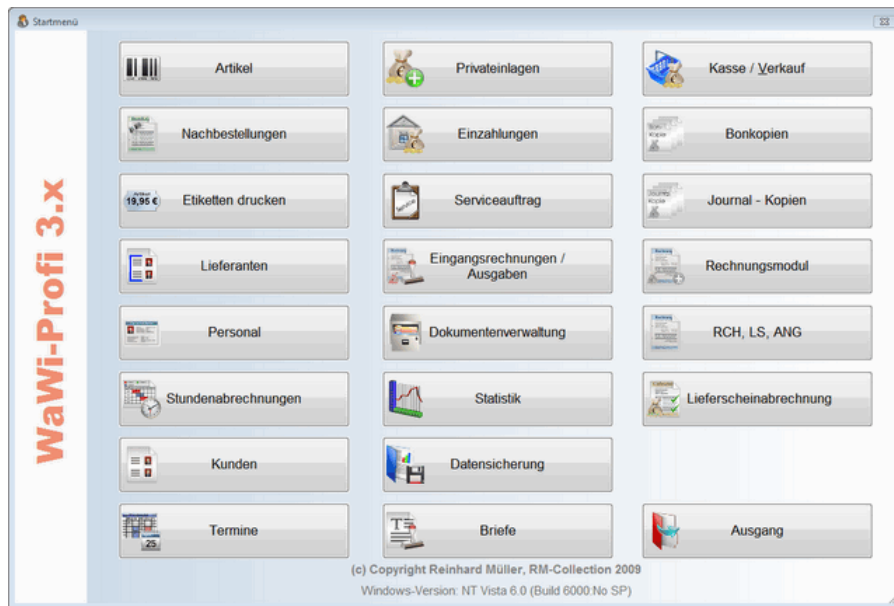 Startmenü
WaWi-Profi 3.x
Artikel
Nachbestellungen
19,95 €
Etiketten drucken
Lieferanten
Personal
Stundenabrechnungen
Kunden
25
Termine
Privateinlagen
Einzahlungen
Service
Serviceauftrag
Eingangsrechnungen /
Ausgaben
Dokumentenverwaltung
Statistik
Datensicherung
Briefe
Kasse / Verkauf
Bonkopien
Journal - Kopien
Rechnungsmodul
RCH, LS, ANG
Lieferscheinabrechnung
Ausgang
(c) Copyright Reinhard Müller, RM-Collection 2009
Windows-Version: NT Vista 6.0 (Build 6000:No SP)